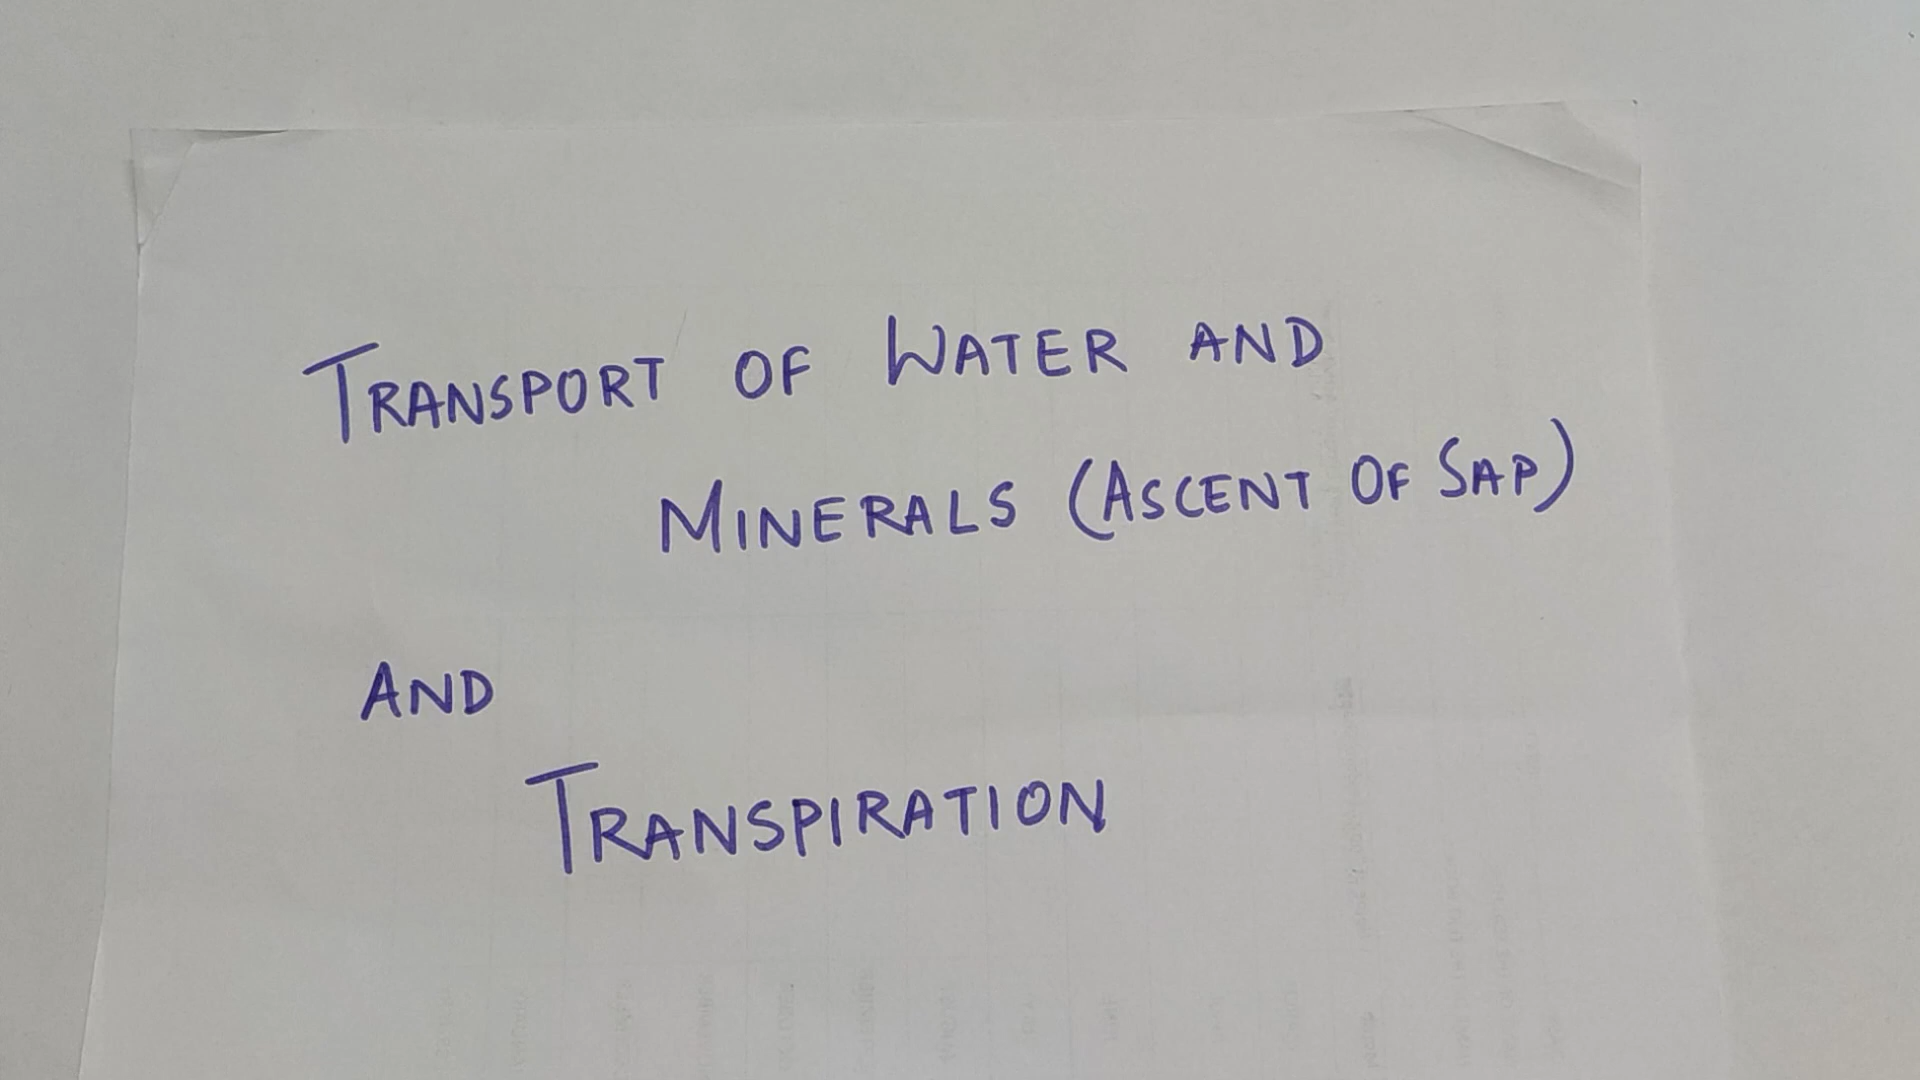 TRANSPORT OF WATER AND
MINERALS (ASCENT OF SAP)
AND
TRANSPIRATION